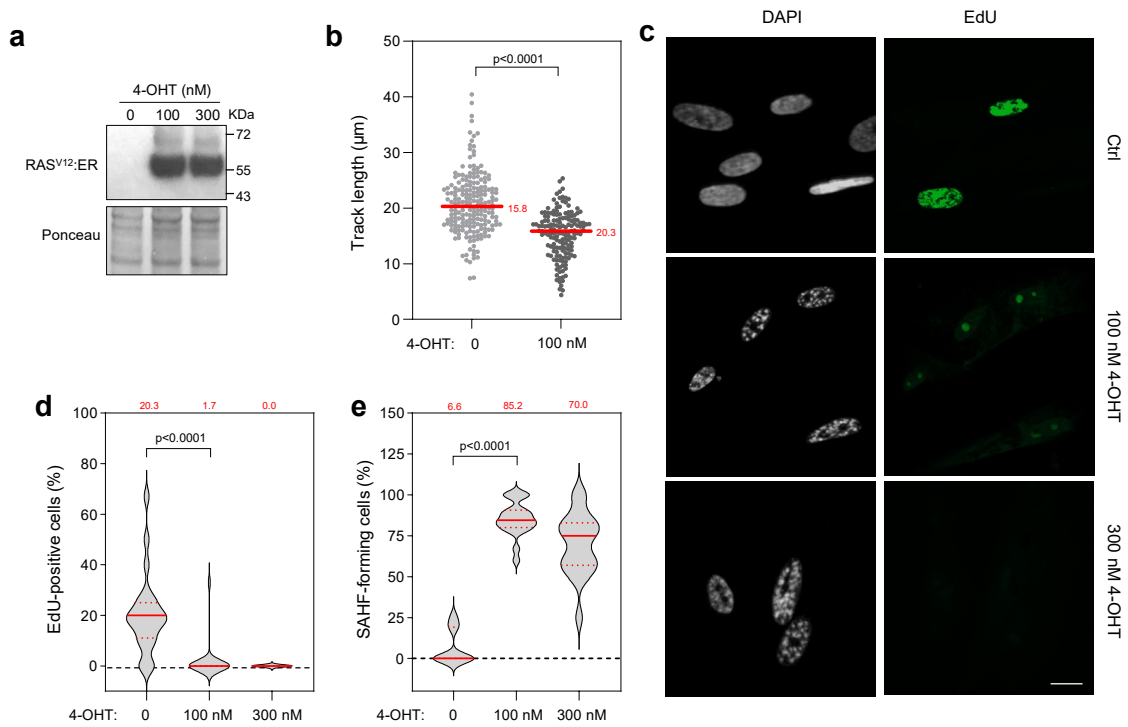 a
4-OHT (nM)
0 100 300 KDa
72
RASV12:ER
55
43
Ponceau
b
50
p<0.0001
40
30
20
10
0
Track length (μm)
15.8
20.3
4-OHT: 0 100 nM
c
DAPI EdU
Ctrl
100 nM 4-OHT
300 nM 4-OHT
d
20.3 1.7 0.0
100
p<0.0001
80
60
40
20
0
EdU-positive cells (%)
4-OHT: 0 100 nM 300 nM
e
6.6 85.2 70.0
150
p<0.0001
125
100
75
50
25
0
SAHF-forming cells (%)
4-OHT: 0 100 nM 300 nM